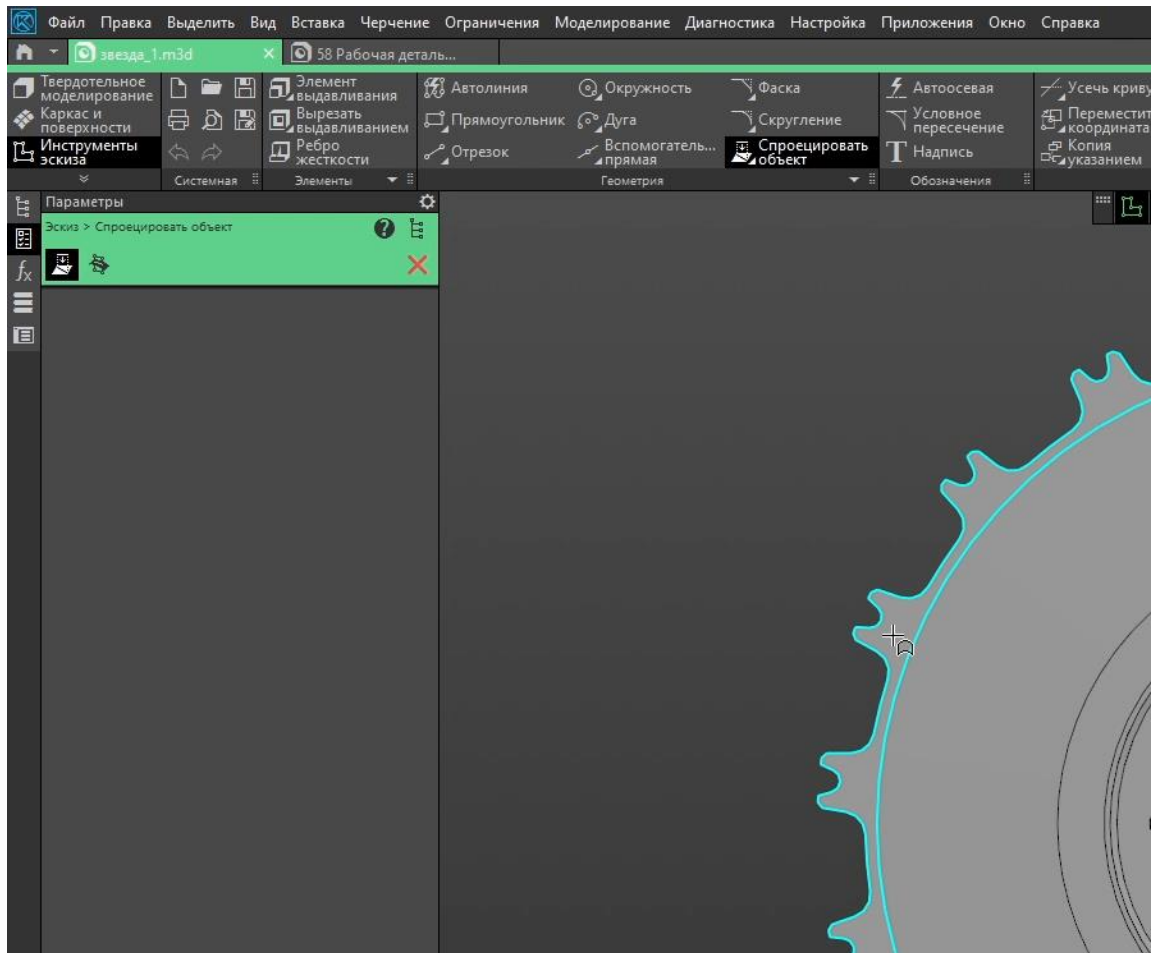 Файл Правка Выделить Вид Вставка Черчение Ограничения Моделирование Диагностика Настройка Приложения Окно Справка
звезда_1.m3d
58 Рабочая деталь...
Твердотельное
моделирование
Каркас и
поверхности
Инструменты
эскиза
Системная
Элемент
выдавливания
Вырезать
выдавливанием
Ребро
жесткости
Элементы
Автолиния
Прямоугольник
Отрезок
Окружность
Дуга
Вспомогатель...
прямая
Фаска
Скругление
Спроецировать
объект
Геометрия
Автоосевая
Условное
пересечение
Надпись
Обозначения
Усечь криву
Переместит
координата
Копия
указанием
Параметры
Эскиз > Спроецировать объект